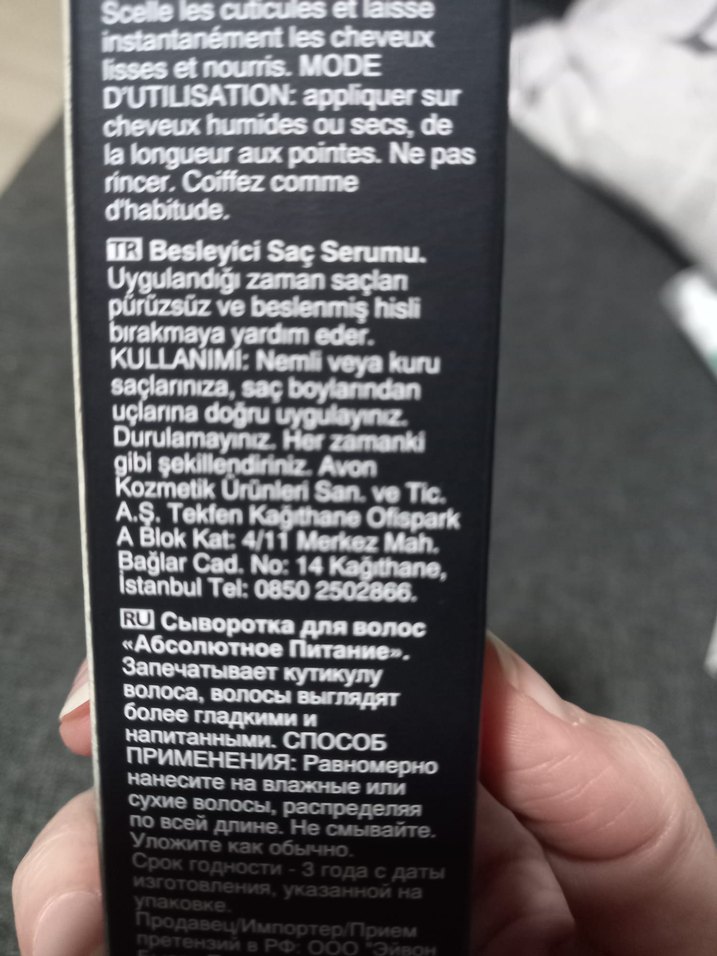 Scelle les cuticules et laisse
instantanément les cheveux
lisses et nourris. MODE
D'UTILISATION: appliquer sur
cheveux humides ou secs, de
la longueur aux pointes. Ne pas
rincer. Coiffez comme
d'habitude.
TR Besleyici Saç Serumu.
Uygulandığı zaman saçları
pürüzsüz ve beslenmiş hisli
bırakmaya yardım eder.
KULLANIMI: Nemli veya kuru
saçlarınıza, saç boylarından
uçlarına doğru uygulayınız.
Durulamayınız. Her zamanki
gibi şekillendiriniz. Avon
Kozmetik Ürünleri San. ve Tic.
A.Ş. Tekfen Kağıthane Ofispark
A Blok Kat: 4/11 Merkez Mah.
Bağlar Cad. No: 14 Kağıthane,
İstanbul Tel: 0850 2502866.
RU Сыворотка для волос
«Абсолютное Питание».
Запечатывает кутикулу
волоса, волосы выглядят
более гладкими и
напитанными. СПОСОБ
ПРИМЕНЕНИЯ: Равномерно
нанесите на влажные или
сухие волосы, распределяя
по всей длине. Не смывайте.
Уложите как обычно.
Срок годности - 3 года с даты
изготовления, указанной на
упаковке.
Продавец/Импортер/Прием
претензий в РФ: ООО "Эйвон